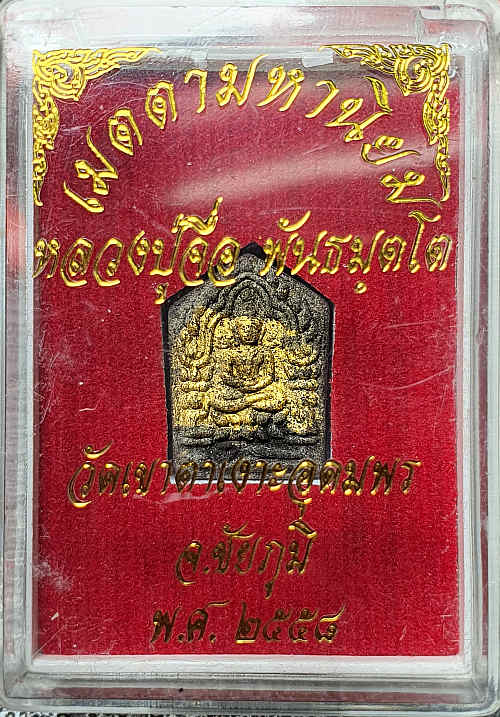 เมตตามหานิยม
หลวงปู่จื่อ พันธมุตโต
วัดเขาตาเงาะอุดมพร
จ.ชัยภูมิ
พ.ศ. ๒๕๕๘